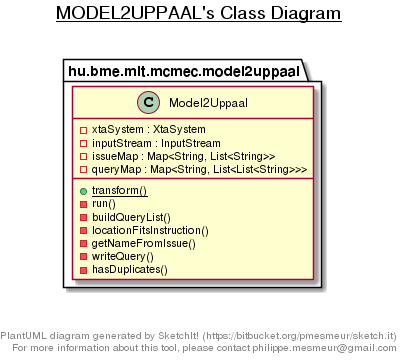 MODEL2UPPAAL's Class Diagram
hu.bme.mit.mcmec.model2uppaal
C Model2Uppaal
xtaSystem : XtaSystem
inputStream : InputStream
issueMap : Map<String, List<String>>
queryMap : Map<String, List<List<String>>>
transform()
run()
buildQueryList()
locationFitsInstruction()
getNameFromIssue()
writeQuery()
hasDuplicates()
PlantUML diagram generated by SketchIt! (https://bitbucket.org/pmesmeur/sketch.it)
For more information about this tool, please contact philippe.mesmeur@gmail.com